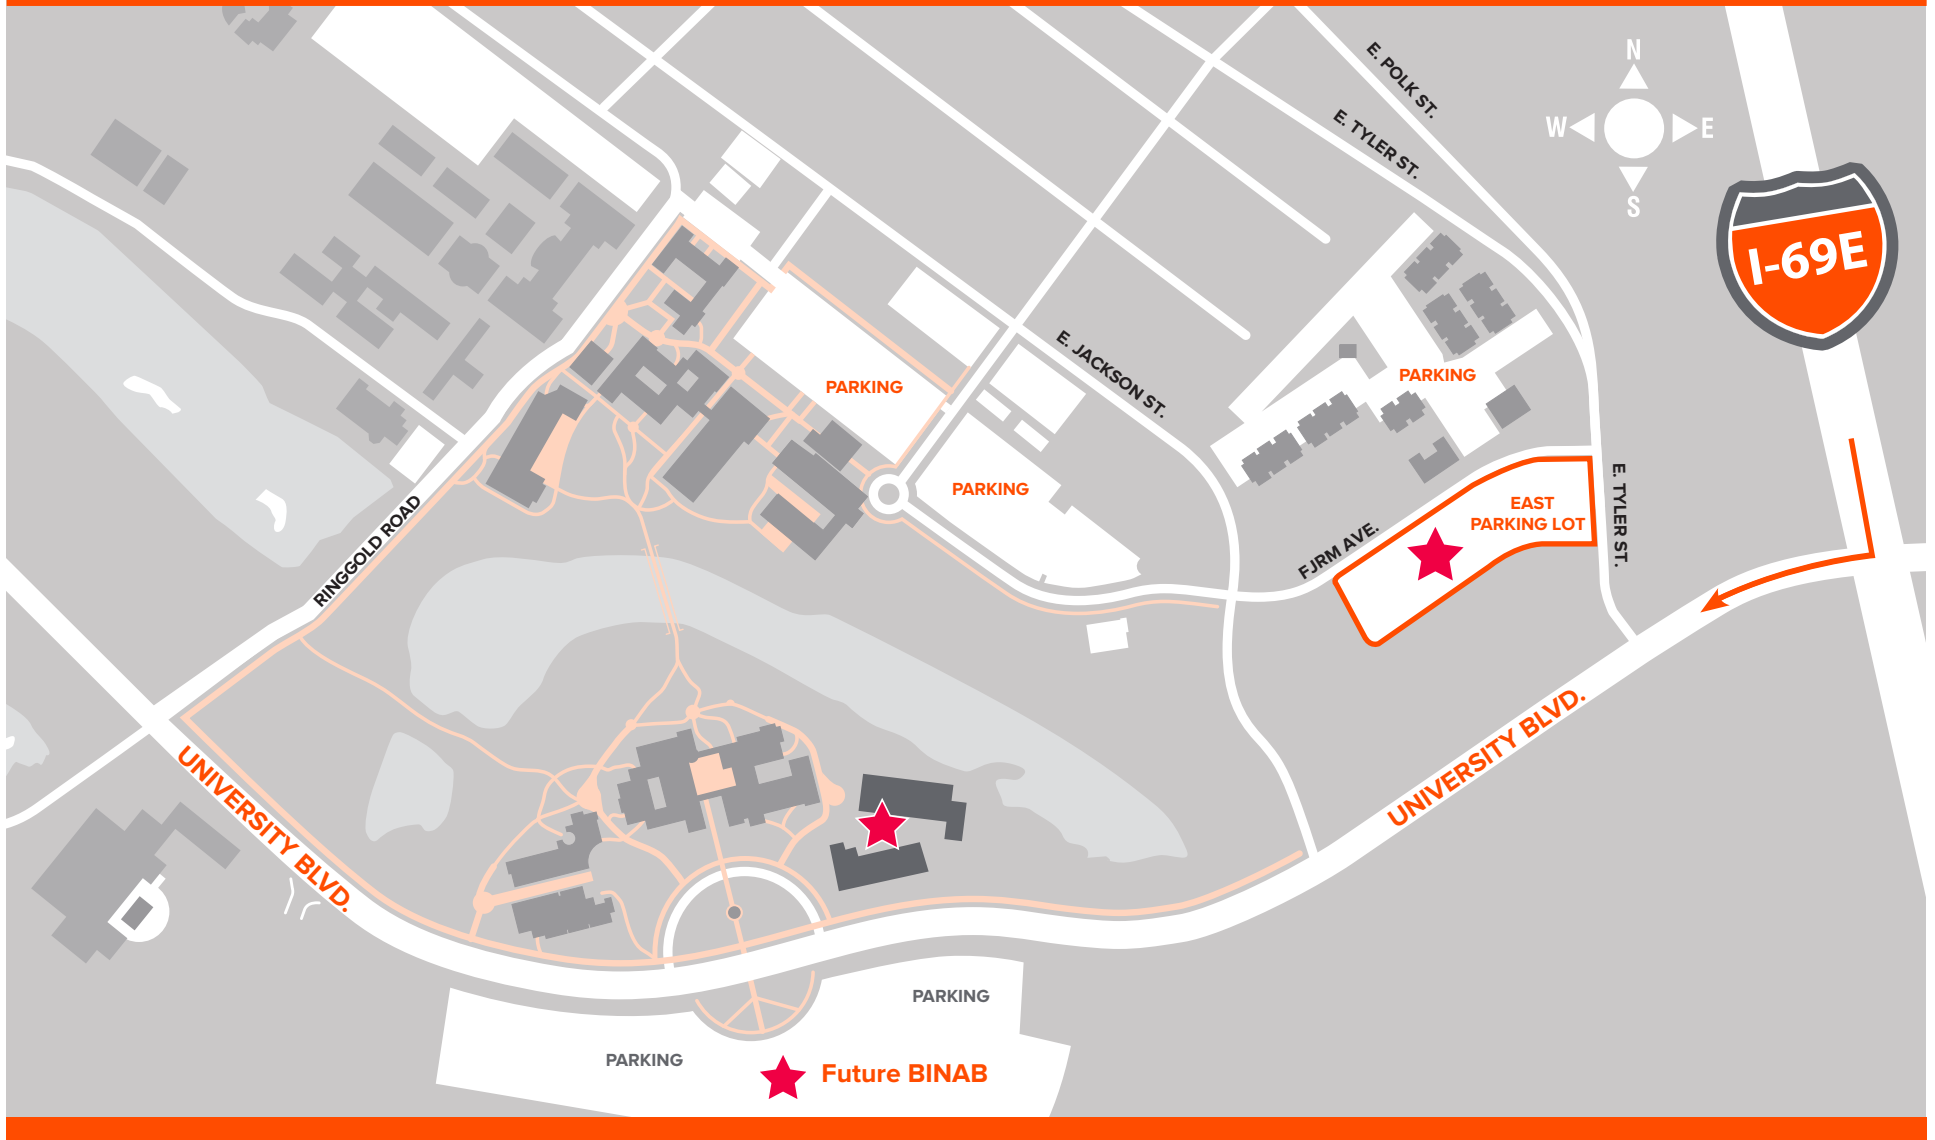 E. POLK ST.
N
W
E
S
E. TYLER ST.
I-69E
E. JACKSON ST.
PARKING
PARKING
PARKING
EAST
PARKING LOT
E. TYLER ST.
FJRM AVE.
RINGGOLD ROAD
UNIVERSITY BLVD.
UNIVERSITY BLVD.
PARKING
PARKING
Future BINAB